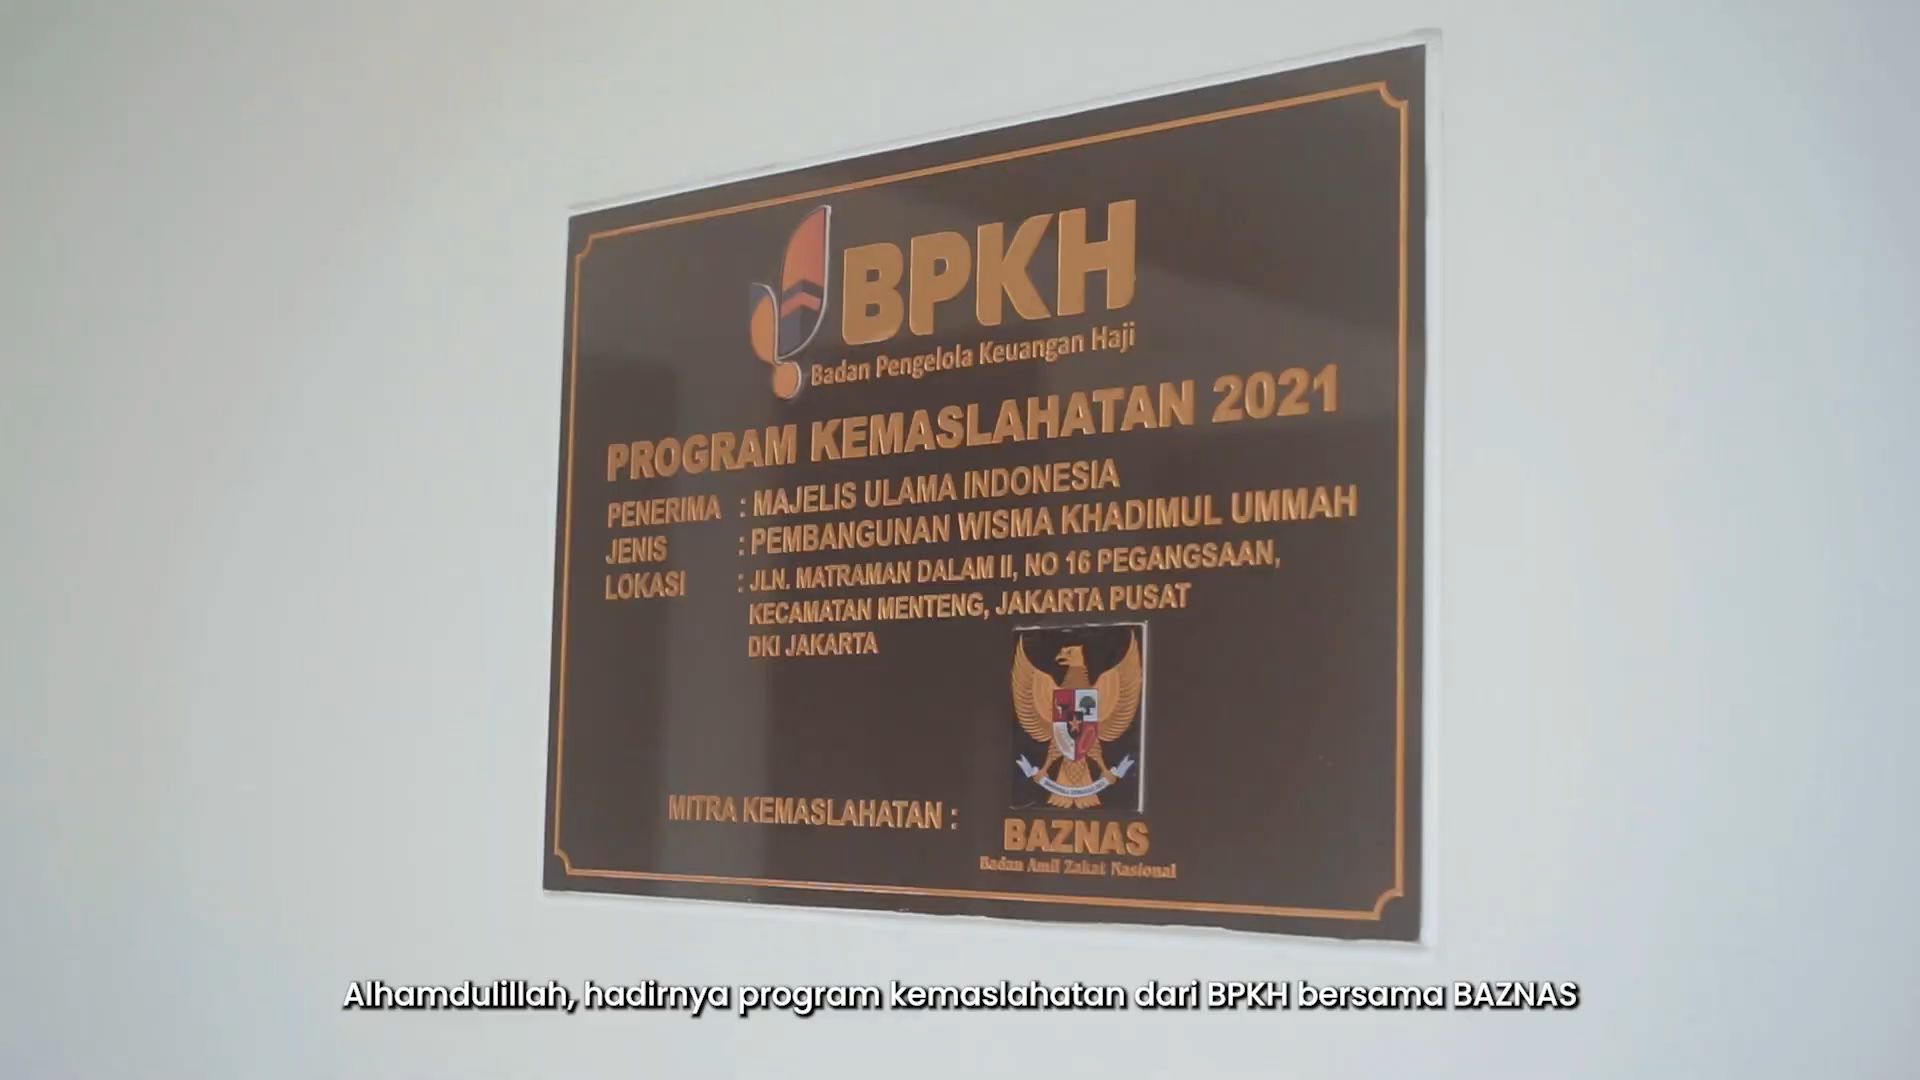 BPKH
Badan Pengelola Keuangan Haji
PROGRAM KEMASLAHATAN 2021
PENERIMA : MAJELIS ULAMA INDONESIA
JENIS : PEMBANGUNAN WISMA KHADIMUL UMMAH
LOKASI : JLN. MATRAMAN DALAM II, NO 16 PEGANGSAAN,
KECAMATAN MENTENG, JAKARTA PUSAT
DKI JAKARTA
MITRA KEMASLAHATAN :
BAZNAS
Badan Amil Zakat Nasional
Alhamdulillah, hadirnya program kemaslahatan dari BPKH bersama BAZNAS